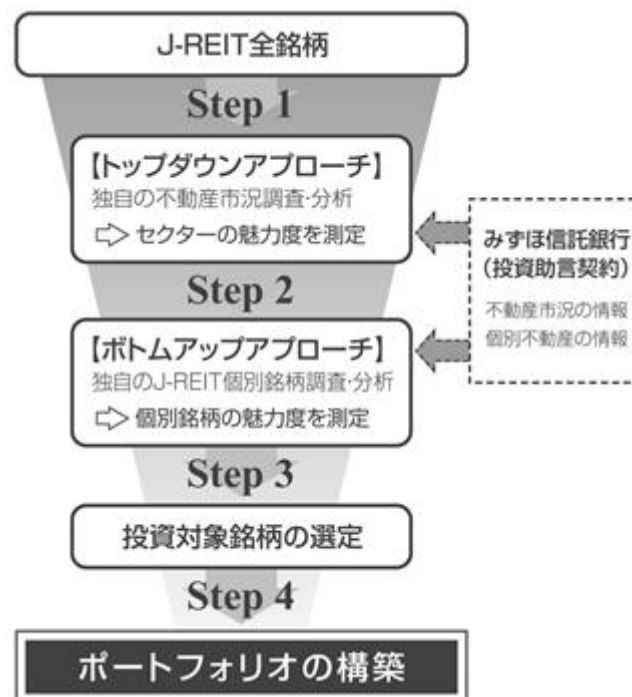 J-REIT全銘柄
Step 1
【トップダウンアプローチ】
独自の不動産市況調査・分析
⇨ セクターの魅力度を測定
みずほ信託銀行
(投資助言契約)
不動産市況の情報
個別不動産の情報
Step 2
【ボトムアップアプローチ】
独自のJ-REIT個別銘柄調査・分析
⇨ 個別銘柄の魅力度を測定
Step 3
投資対象銘柄の選定
Step 4
ポートフォリオの構築